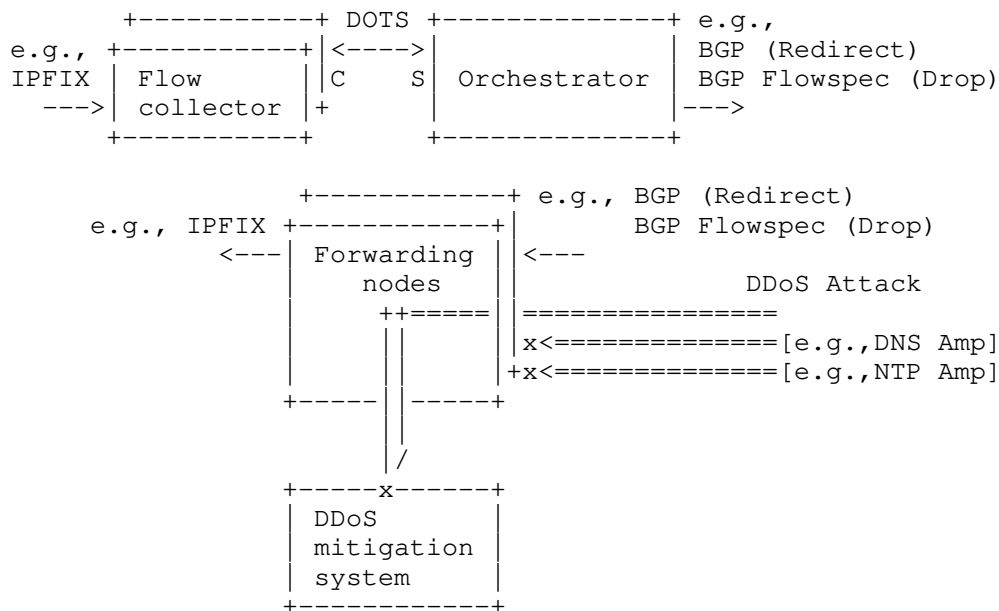 +-----------+ DOTS +--------------+ e.g.,
e.g., +-----------+|<---->|              | BGP (Redirect)
IPFIX | Flow      ||C    S| Orchestrator | BGP Flowspec (Drop)
--->| collector |+      |              |--->
+-----------+       +--------------+
+------------+ e.g., BGP (Redirect)
e.g., IPFIX +------------+|       BGP Flowspec (Drop)
<---| Forwarding ||<---
|    nodes   ||              DDoS Attack
|     ++=====||================
|     ||     ||x<==============[e.g.,DNS Amp]
|     ||     |+x<==============[e.g.,NTP Amp]
+-----||-----+
||
|/
+-----x------+
| DDoS       |
| mitigation |
| system     |
+------------+